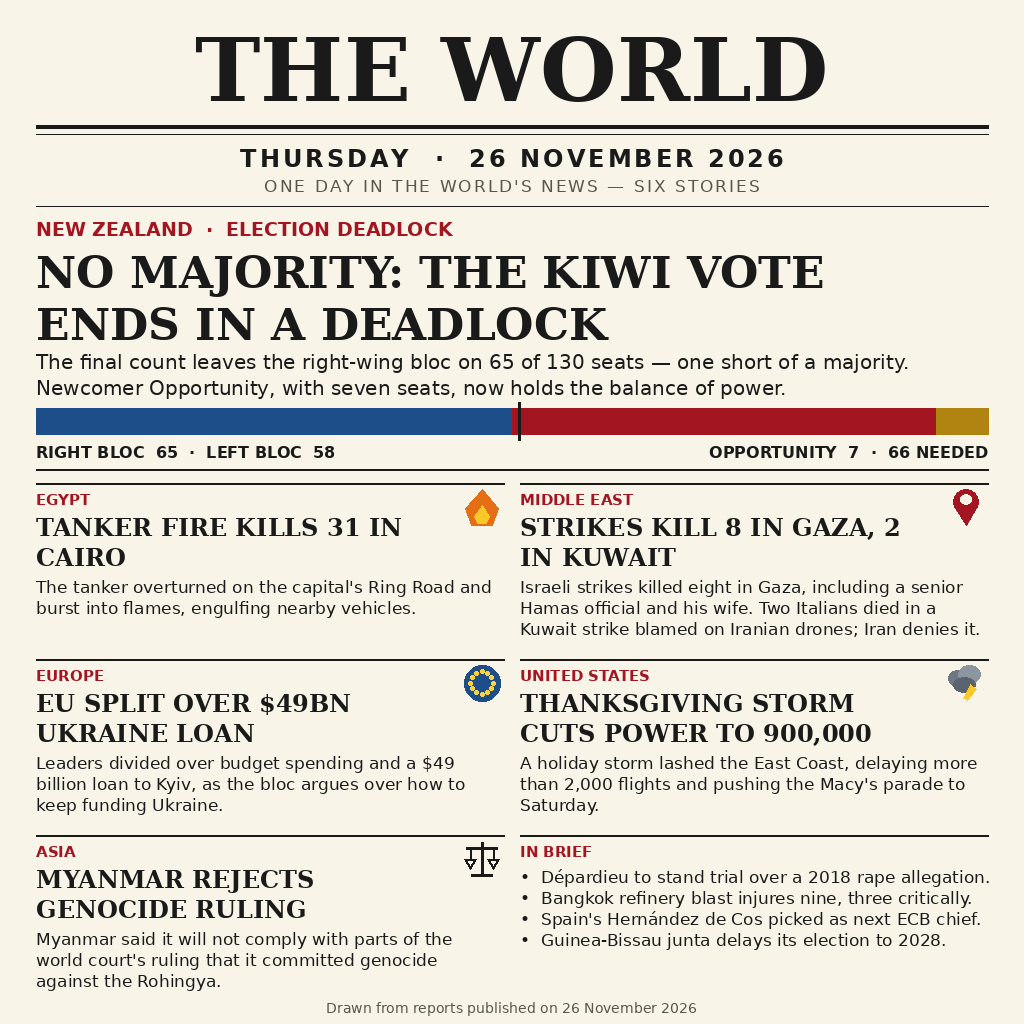 THE WORLD
THURSDAY · 26 NOVEMBER 2026
ONE DAY IN THE WORLD'S NEWS — SIX STORIES
NEW ZEALAND · ELECTION DEADLOCK
NO MAJORITY: THE KIWI VOTE
ENDS IN A DEADLOCK
The final count leaves the right-wing bloc on 65 of 130 seats — one short of a majority.
Newcomer Opportunity, with seven seats, now holds the balance of power.
RIGHT BLOC 65 · LEFT BLOC 58
OPPORTUNITY 7 · 66 NEEDED
EGYPT
TANKER FIRE KILLS 31 IN
CAIRO
The tanker overturned on the capital's Ring Road and
burst into flames, engulfing nearby vehicles.
MIDDLE EAST
STRIKES KILL 8 IN GAZA, 2
IN KUWAIT
Israeli strikes killed eight in Gaza, including a senior
Hamas official and his wife. Two Italians died in a
Kuwait strike blamed on Iranian drones; Iran denies it.
EUROPE
EU SPLIT OVER $49BN
UKRAINE LOAN
Leaders divided over budget spending and a $49
billion loan to Kyiv, as the bloc argues over how to
keep funding Ukraine.
UNITED STATES
THANKSGIVING STORM
CUTS POWER TO 900,000
A holiday storm lashed the East Coast, delaying more
than 2,000 flights and pushing the Macy's parade to
Saturday.
ASIA
MYANMAR REJECTS
GENOCIDE RULING
Myanmar said it will not comply with parts of the
world court's ruling that it committed genocide
against the Rohingya.
IN BRIEF
• Dépardieu to stand trial over a 2018 rape allegation.
• Bangkok refinery blast injures nine, three critically.
• Spain's Hernández de Cos picked as next ECB chief.
• Guinea-Bissau junta delays its election to 2028.
Drawn from reports published on 26 November 2026